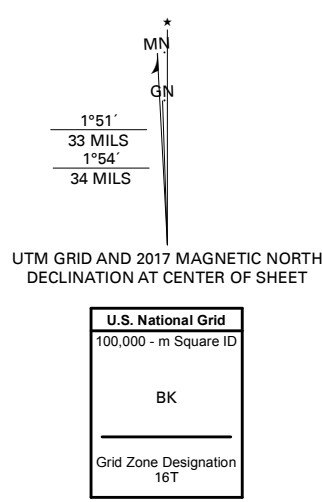 MN
GN
1°51´
33 MILS
1°54´
34 MILS
UTM GRID AND 2017 MAGNETIC NORTH
DECLINATION AT CENTER OF SHEET
U.S. National Grid
100,000 - m Square ID
BK
Grid Zone Designation
16T